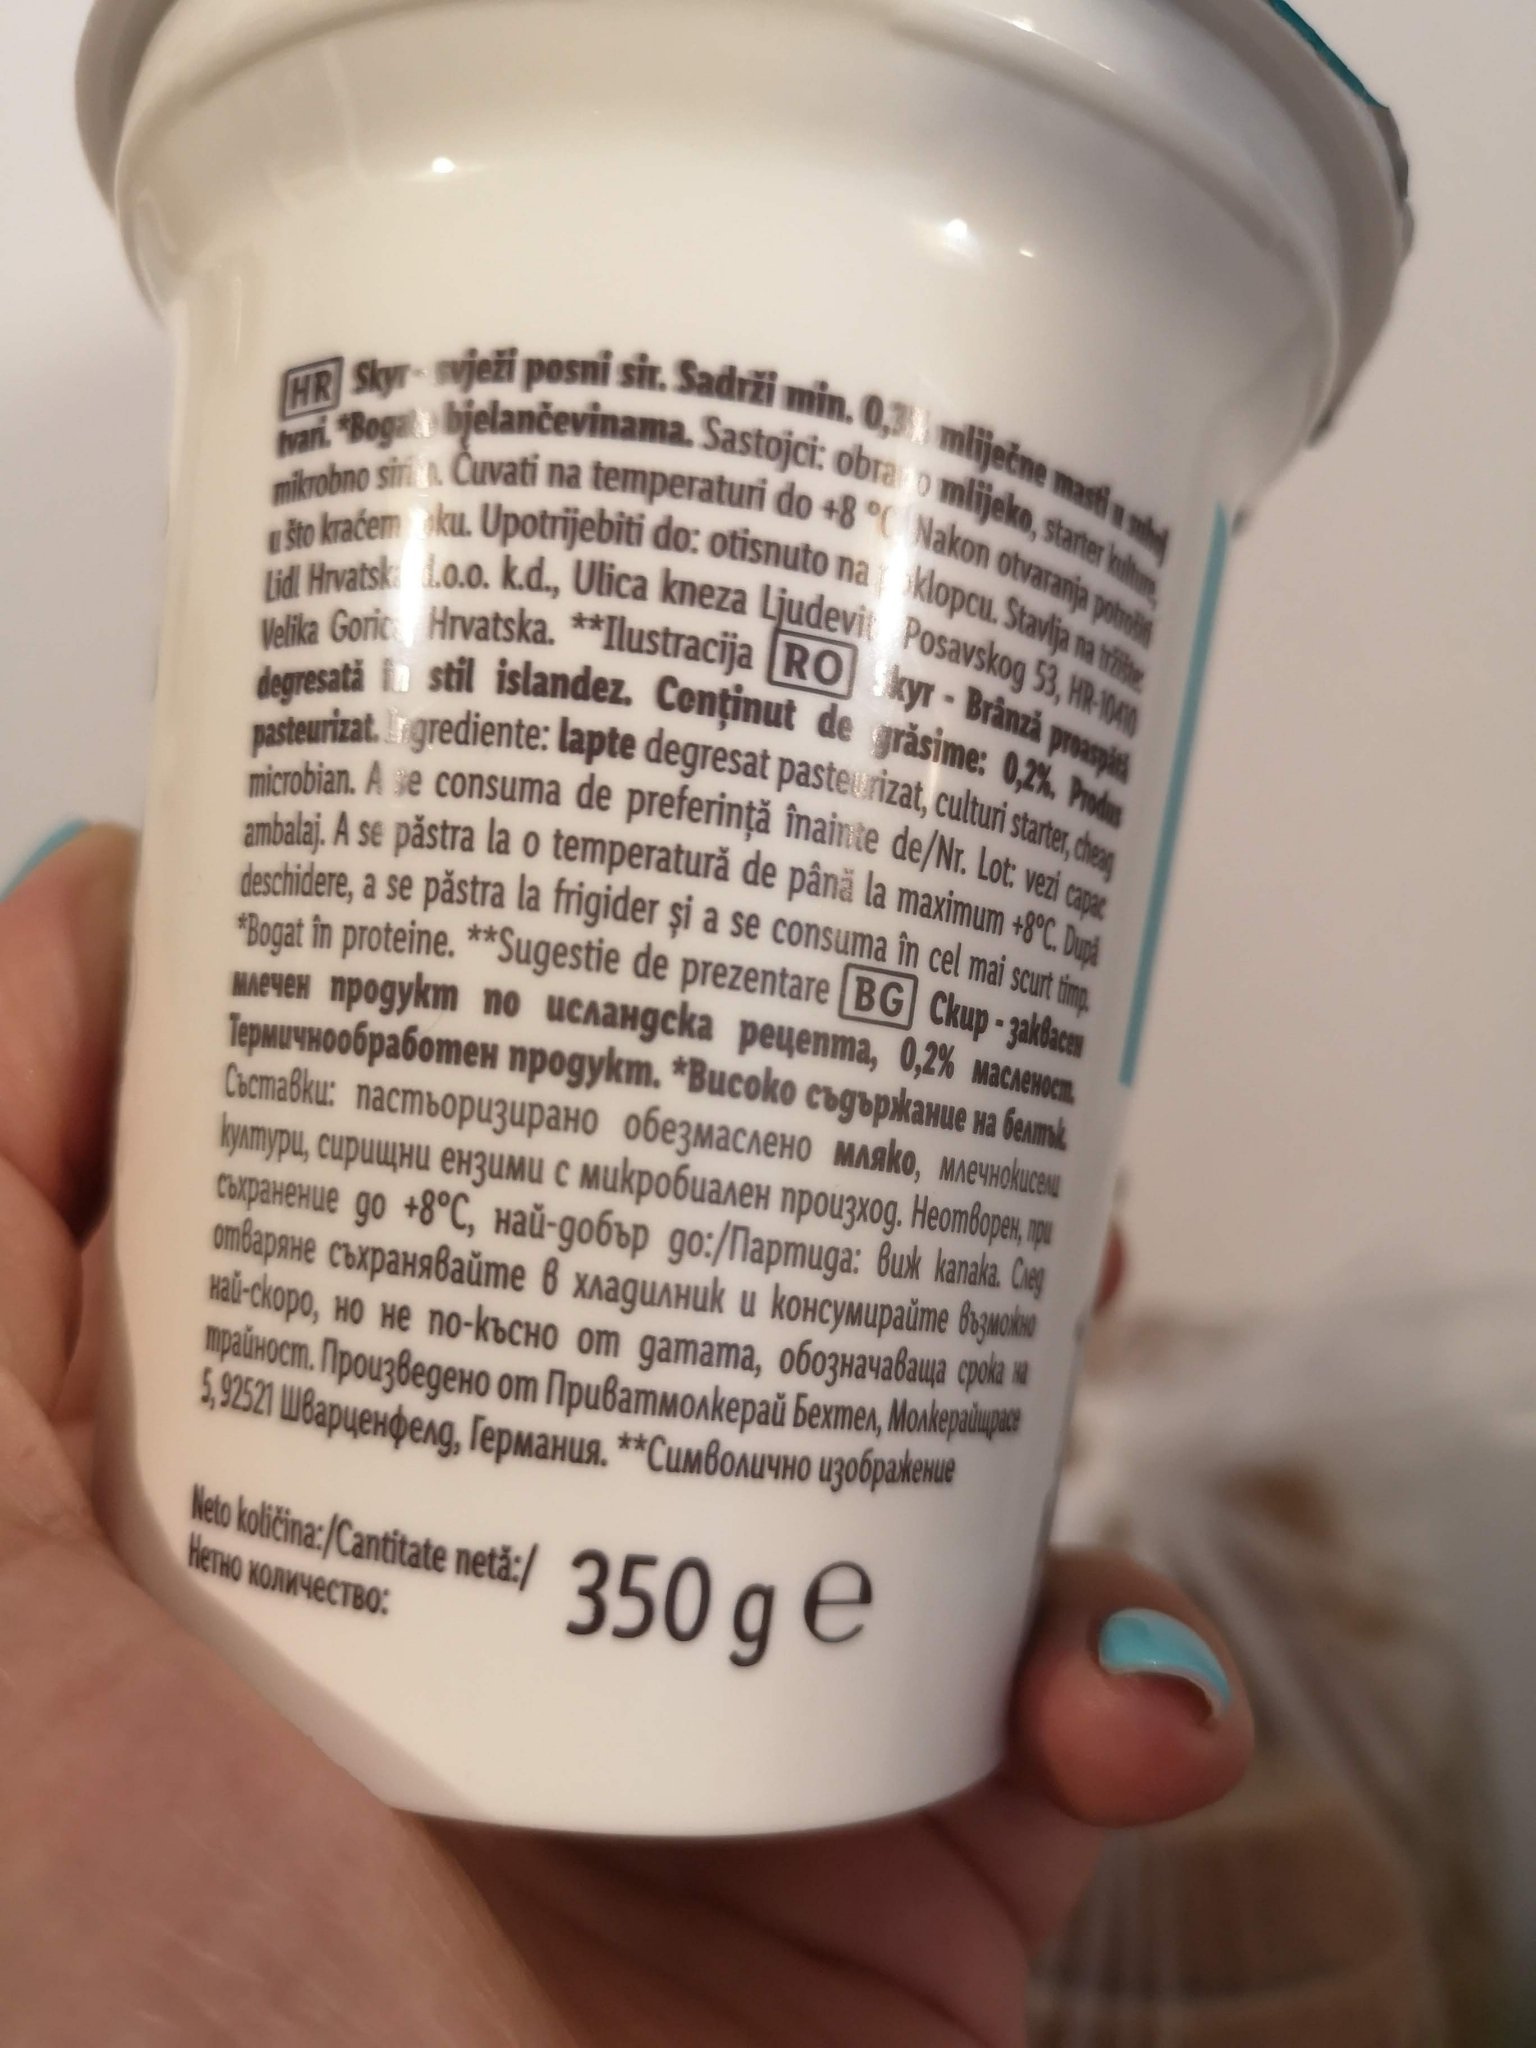 HR Skyr - svježi posni sir. Sadrži min. 0,3% mliječne masti u suhoj
tvari. *Bogat bjelančevinama. Sastojci: obrano mlijeko, starter kulture,
mikrobno sirilo. Čuvati na temperaturi do +8 °C. Nakon otvaranja potrošiti
u što kraćem roku. Upotrijebiti do: otisnuto na poklopcu. Stavlja na tržište:
Lidl Hrvatska d.o.o. k.d., Ulica kneza Ljudevita Posavskog 53, HR-10410
Velika Gorica, Hrvatska. **Ilustracija RO Skyr - Brânză proaspătă
degresată în stil islandez. Conținut de grăsime: 0,2%. Produs
pasteurizat. Ingrediente: lapte degresat pasteurizat, culturi starter, cheag
microbian. A se consuma de preferință înainte de/Nr. Lot: vezi capac
ambalaj. A se păstra la o temperatură de până la maximum +8°C. După
deschidere, a se păstra la frigider și a se consuma în cel mai scurt timp.
*Bogat în proteine. **Sugestie de prezentare BG Скир - заквасен
млечен продукт по исландска рецепта, 0,2% масленост.
Термичнообработен продукт. *Високо съдържание на белтък.
Съставки: пастьоризирано обезмаслено мляко, млечнокисели
култури, сирищни ензими с микробиален произход. Неотворен, при
съхранение до +8°C, най-добър до:/Партида: виж капака. След
отваряне съхранявайте в хладилник и консумирайте възможно
най-скоро, но не по-късно от датата, обозначаваща срока на
трайност. Произведено от Приватмолкерай Бехтел, Молкерайщрасе
5, 92521 Шварценфелд, Германия. **Символично изображение
Neto količina:/Cantitate netă:/
Нетно количество:
350 g e